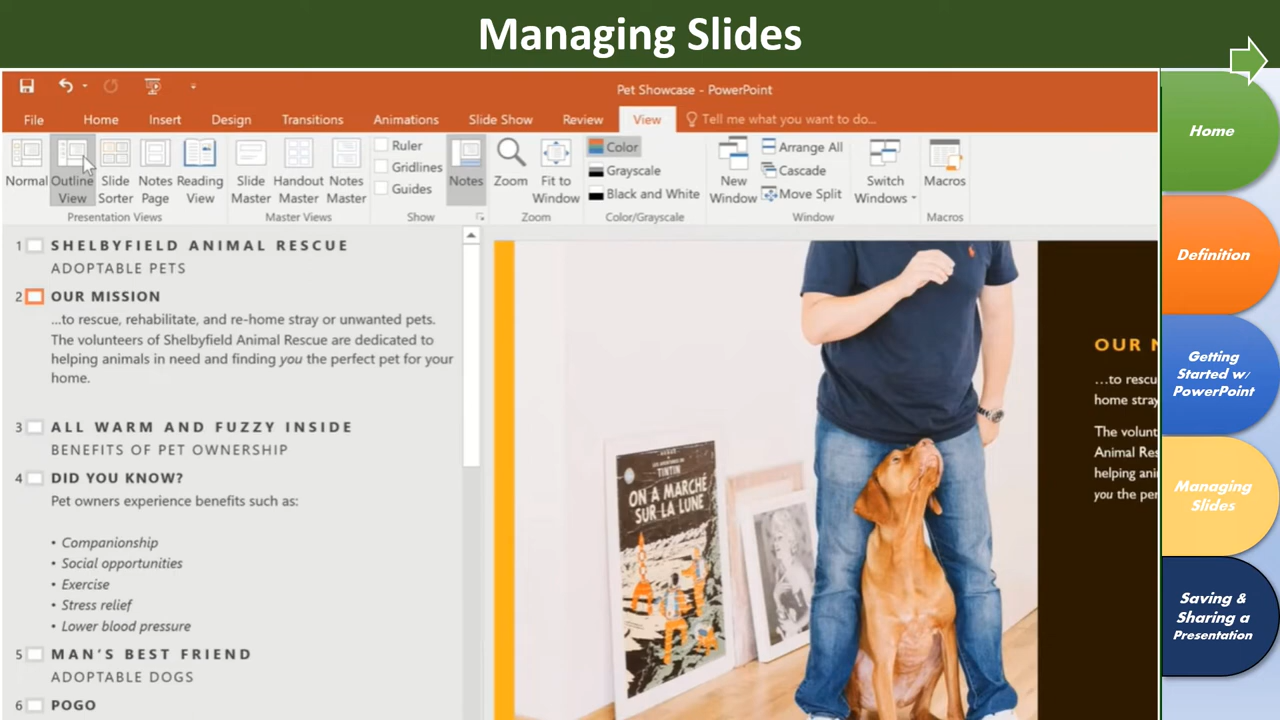 Managing Slides
Pet Showcase - PowerPoint
File Home Insert Design Transitions Animations Slide Show Review View Tell me what you want to do...
Normal Outline View Slide Sorter Notes Page Reading View
Presentation Views
Slide Master Handout Master Notes Master
Master Views
Ruler
Gridlines
Guides
Show
Notes
Zoom Fit to Window
Zoom
Color
Grayscale
Black and White
Color/Grayscale
New Window
Arrange All
Cascade
Move Split
Switch Windows
Window
Macros
Macros
1 SHELBYFIELD ANIMAL RESCUE
ADOPTABLE PETS
2 OUR MISSION
...to rescue, rehabilitate, and re-home stray or unwanted pets.
The volunteers of Shelbyfield Animal Rescue are dedicated to
helping animals in need and finding you the perfect pet for your
home.
3 ALL WARM AND FUZZY INSIDE
BENEFITS OF PET OWNERSHIP
4 DID YOU KNOW?
Pet owners experience benefits such as:
• Companionship
• Social opportunities
• Exercise
• Stress relief
• Lower blood pressure
5 MAN'S BEST FRIEND
ADOPTABLE DOGS
6 POGO
TINTIN
ON A MARCHÉ
SUR LA LUNE
OUR
...to rescu
home stray
The volunt
Animal Res
helping ani
you the per
Home
Definition
Getting
Started w/
PowerPoint
Managing
Slides
Saving &
Sharing a
Presentation